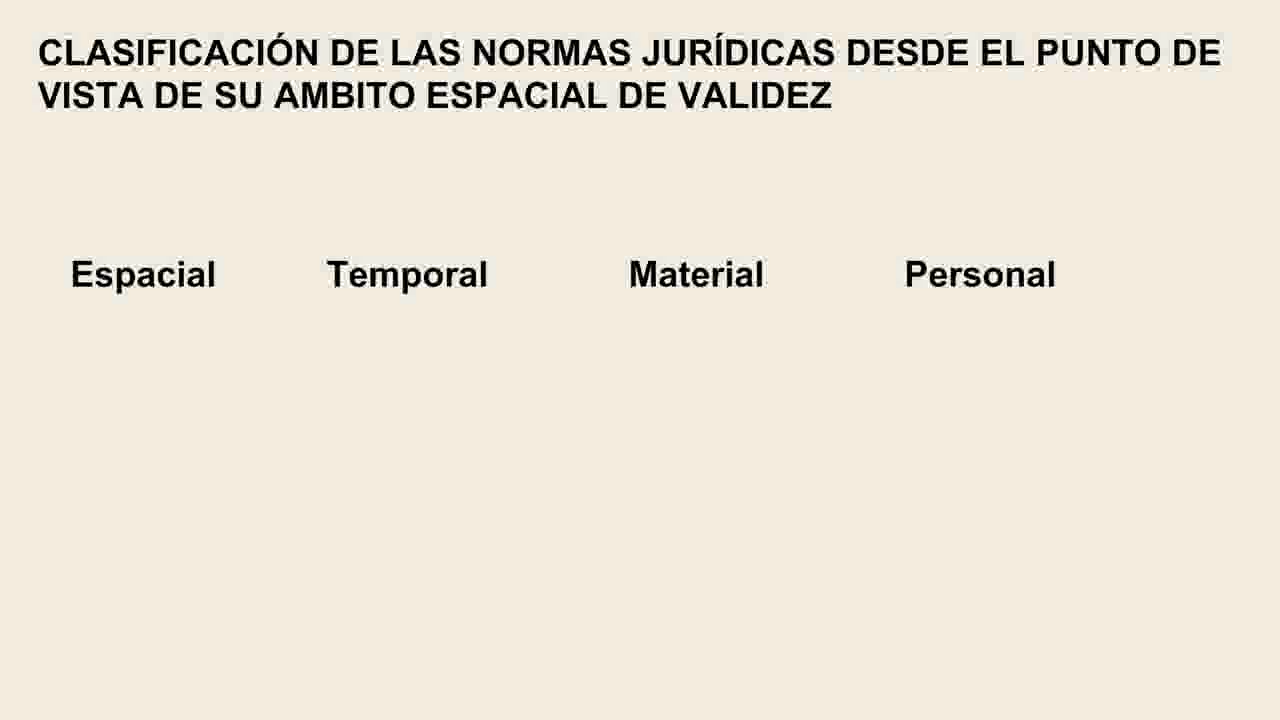 CLASIFICACIÓN DE LAS NORMAS JURÍDICAS DESDE EL PUNTO DE
VISTA DE SU AMBITO ESPACIAL DE VALIDEZ
Espacial Temporal Material Personal